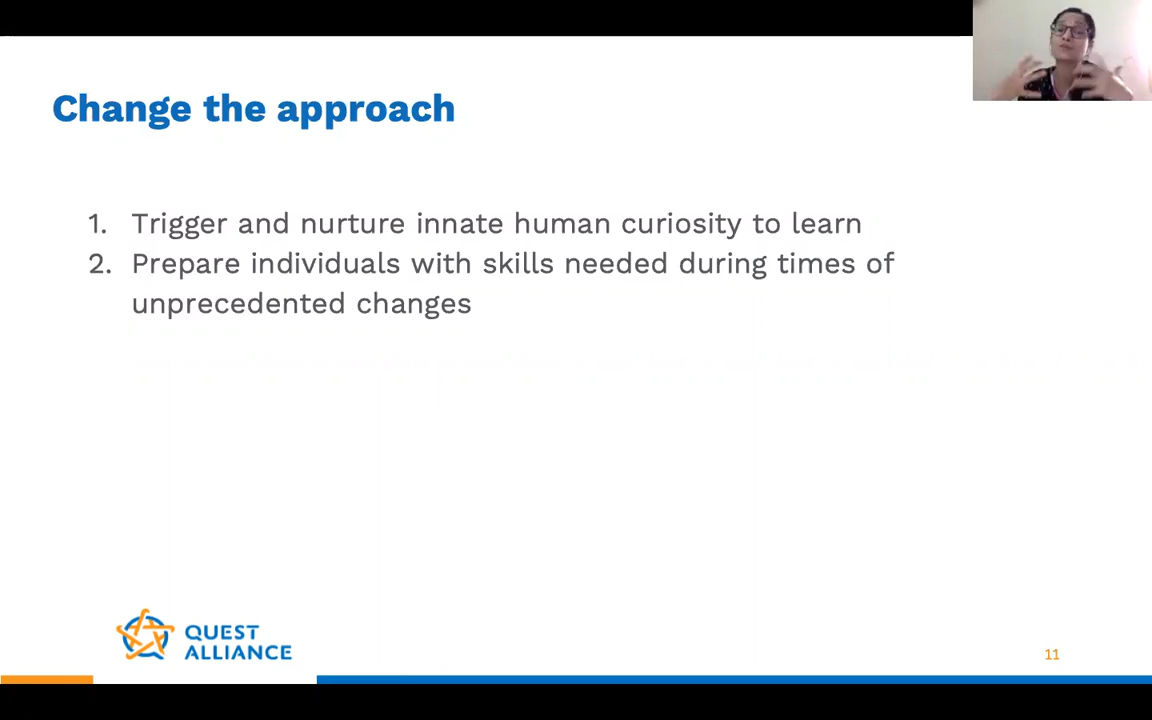 Change the approach
1. Trigger and nurture innate human curiosity to learn
2. Prepare individuals with skills needed during times of
unprecedented changes
QUEST
ALLIANCE
11